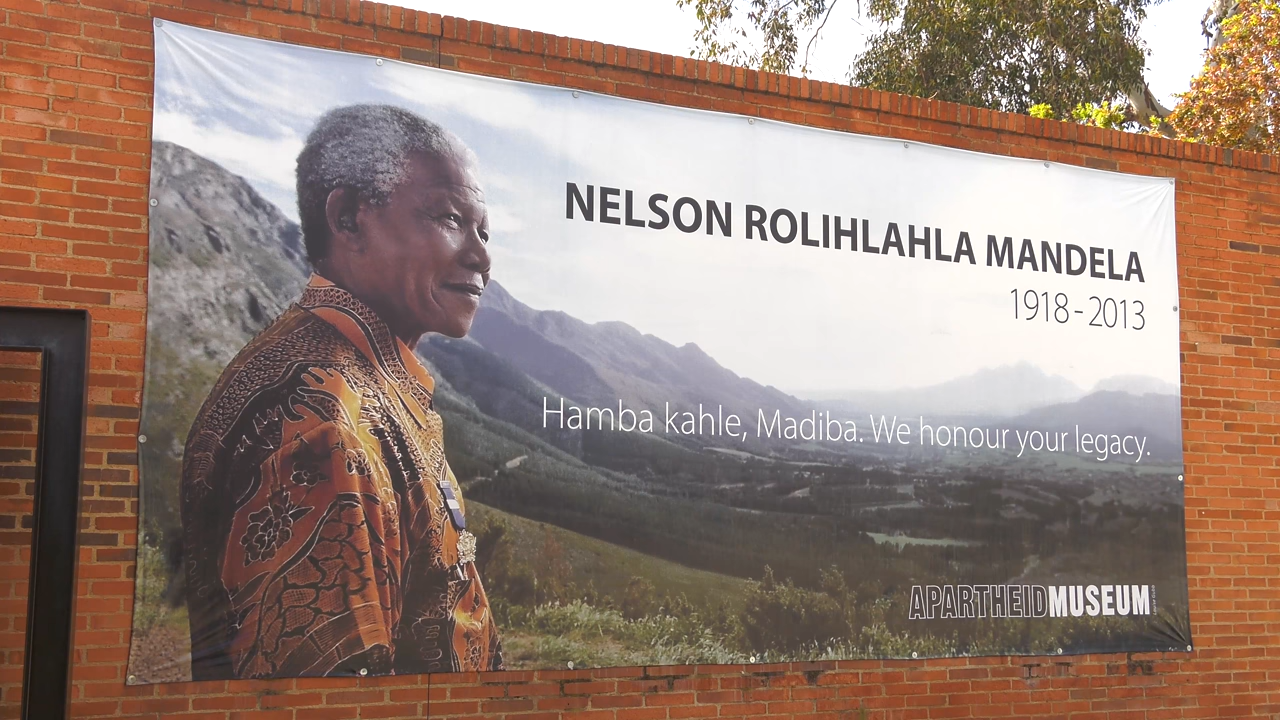 NELSON ROLIHLAHLA MANDELA
1918-2013
Hamba kahle, Madiba. We honour your legacy.
APARTHEIDMUSEUM